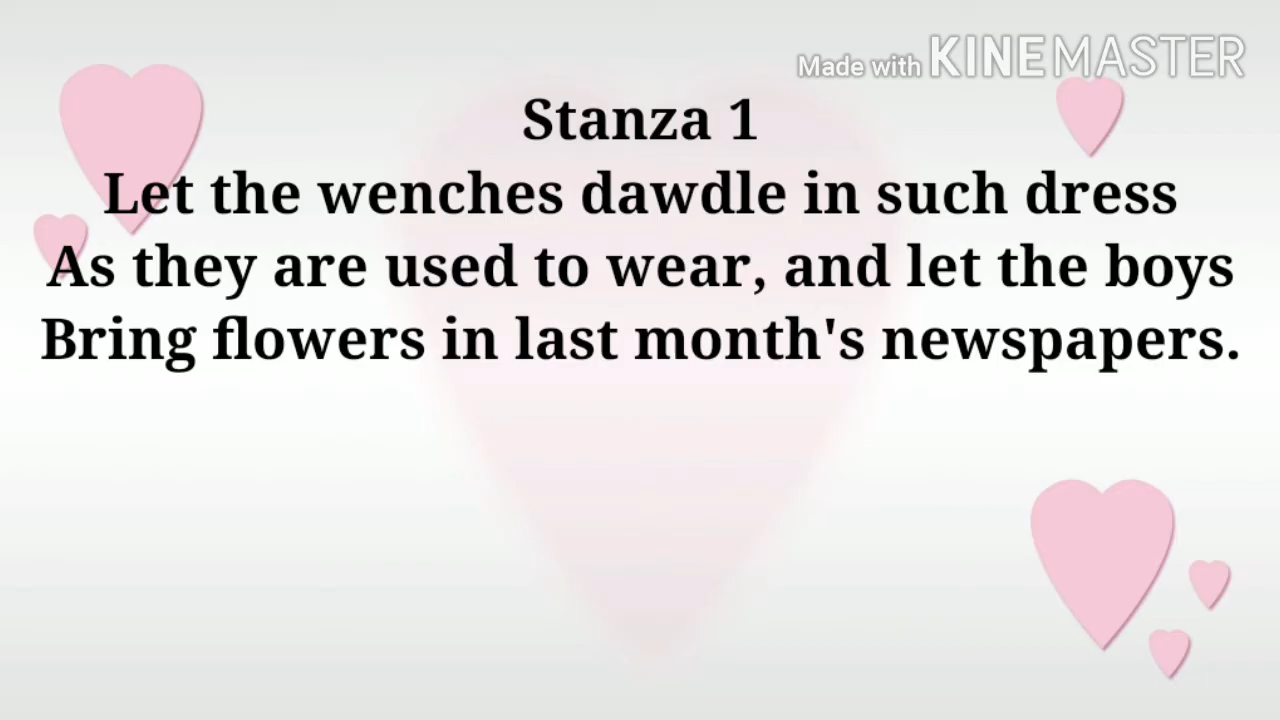 Made with KINEMASTER
Stanza 1
Let the wenches dawdle in such dress
As they are used to wear, and let the boys
Bring flowers in last month's newspapers.